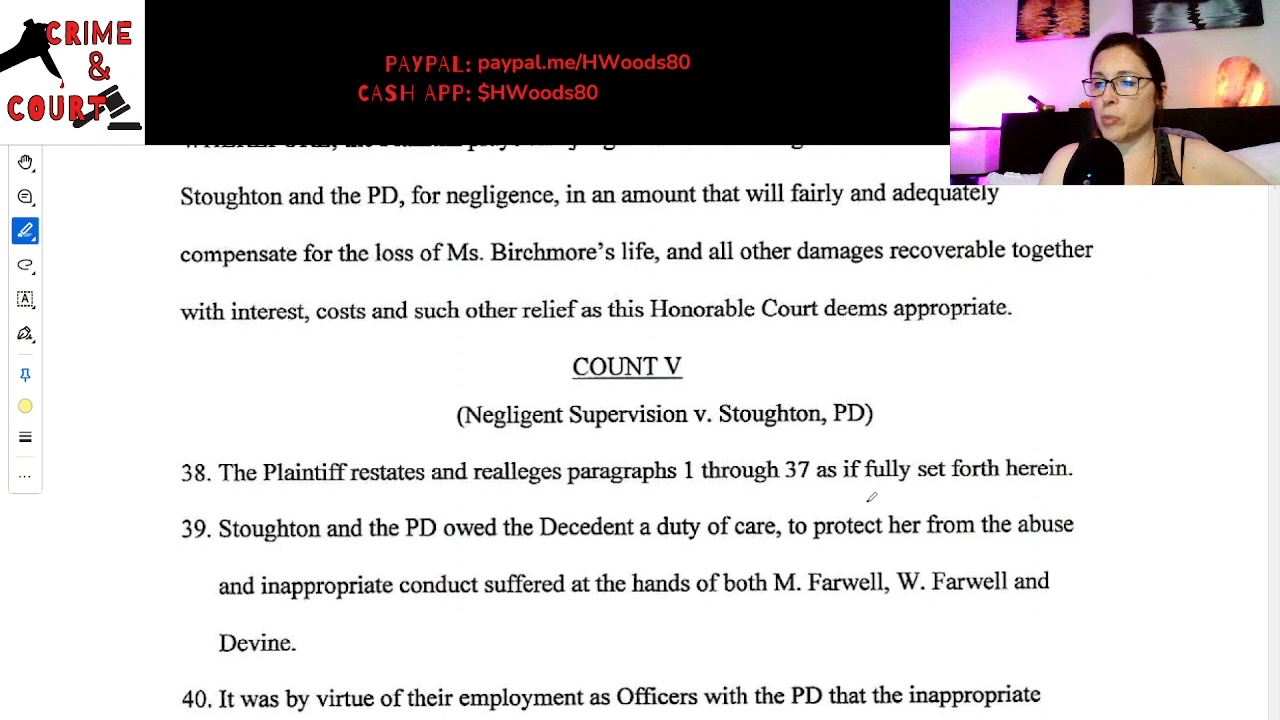 CRIME
&
COURT
PAYPAL: paypal.me/HWoods80
CASH APP: $HWoods80
Stoughton and the PD, for negligence, in an amount that will fairly and adequately
compensate for the loss of Ms. Birchmore's life, and all other damages recoverable together
with interest, costs and such other relief as this Honorable Court deems appropriate.
COUNT V
(Negligent Supervision v. Stoughton, PD)
38. The Plaintiff restates and realleges paragraphs 1 through 37 as if fully set forth herein.
39. Stoughton and the PD owed the Decedent a duty of care, to protect her from the abuse
and inappropriate conduct suffered at the hands of both M. Farwell, W. Farwell and
Devine.
40. It was by virtue of their employment as Officers with the PD that the inappropriate